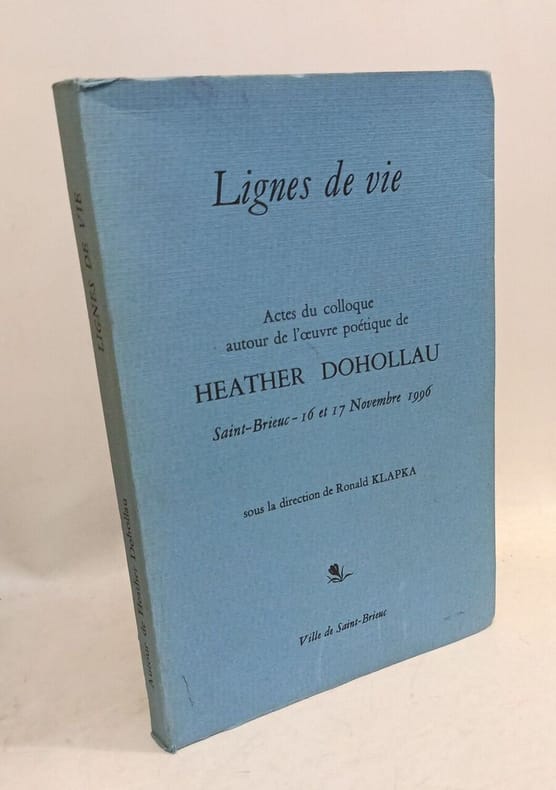 Lignes de vie
Actes du colloque
autour de l'œuvre poétique de
HEATHER DOHOLLAU
Saint-Brieuc - 16 et 17 Novembre 1996
sous la direction de Ronald KLAPKA
Ville de Saint-Brieuc
LIGNES DE VIE
Autour de Heather Dohollau